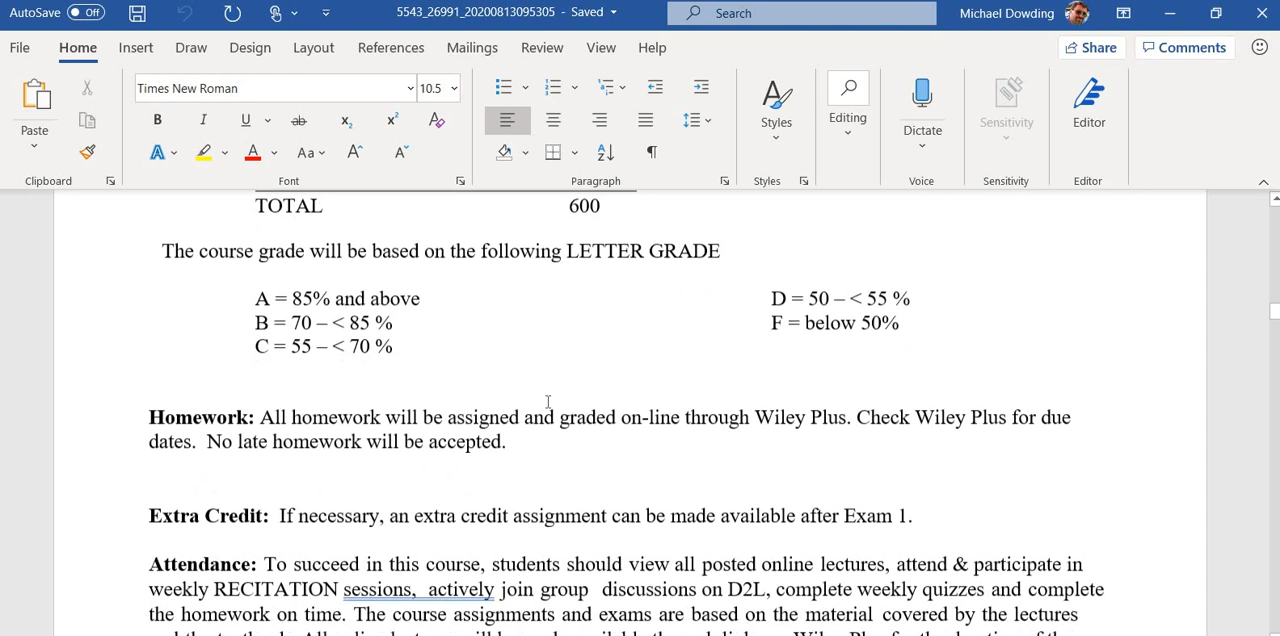 AutoSave Off 5543_26991_20200813095305 - Saved Search Michael Dowding
File Home Insert Draw Design Layout References Mailings Review View Help Share Comments
Times New Roman 10.5
B I U ab x₂ x² A
A A Aa A A A Z ¶
Paste Styles Editing Dictate Sensitivity Editor
Clipboard Font Paragraph Styles Voice Sensitivity Editor
TOTAL 600
The course grade will be based on the following LETTER GRADE
A = 85% and above D = 50 – < 55 %
B = 70 – < 85 % F = below 50%
C = 55 – < 70 %
Homework: All homework will be assigned and graded on-line through Wiley Plus. Check Wiley Plus for due
dates. No late homework will be accepted.
Extra Credit: If necessary, an extra credit assignment can be made available after Exam 1.
Attendance: To succeed in this course, students should view all posted online lectures, attend & participate in
weekly RECITATION sessions, actively join group discussions on D2L, complete weekly quizzes and complete
the homework on time. The course assignments and exams are based on the material covered by the lectures